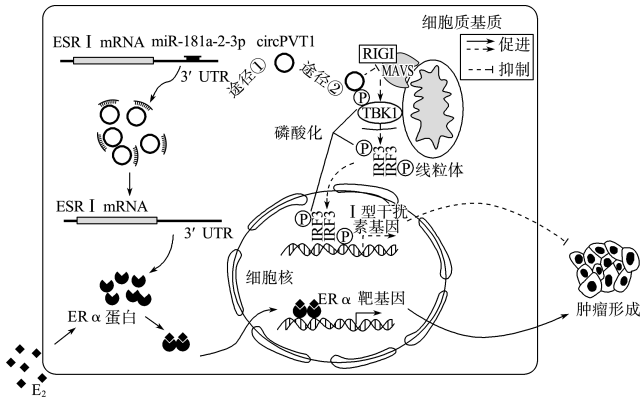 细胞质基质
促进
抑制
ESR Ⅰ mRNA miR-181a-2-3p circPVT1
3′ UTR
途径①
途径②
RIGI
MAVS
P
TBK1
磷酸化
P
IRF3
IRF3
P
线粒体
ESR Ⅰ mRNA
3′ UTR
P
IRF3
IRF3
P
Ⅰ 型干扰
素基因
细胞核
ERα 蛋白
ERα 靶基因
肿瘤形成
E₂